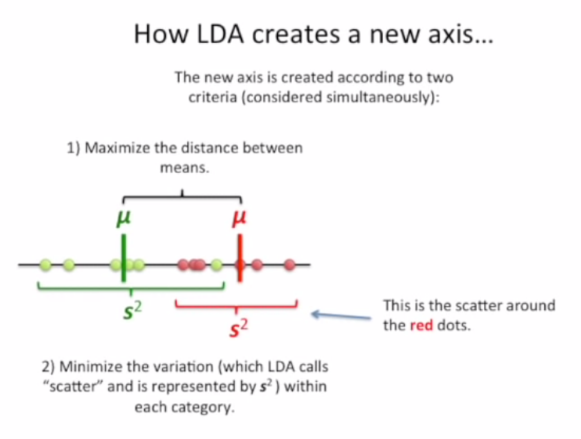 How LDA creates a new axis...
The new axis is created according to two
criteria (considered simultaneously):
1) Maximize the distance between
means.
μ μ
s²
s²
This is the scatter around
the red dots.
2) Minimize the variation (which LDA calls
“scatter” and is represented by s² ) within
each category.